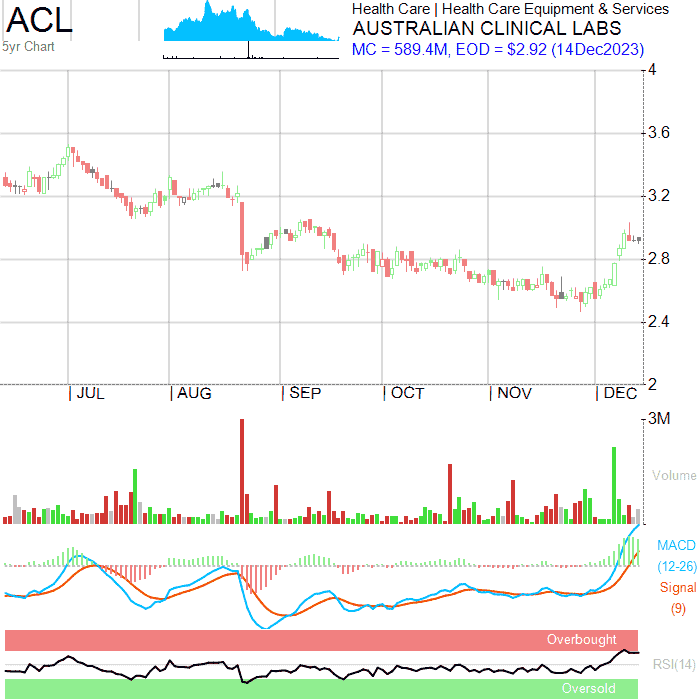 ACL
5yr Chart
Health Care | Health Care Equipment & Services
AUSTRALIAN CLINICAL LABS
MC = 589.4M, EOD = $2.92 (14Dec2023)
4
3.6
3.2
2.8
2.4
2
JUL
AUG
SEP
OCT
NOV
DEC
3M
Volume
MACD
(12-26)
Signal
(9)
Overbought
RSI(14)
Oversold